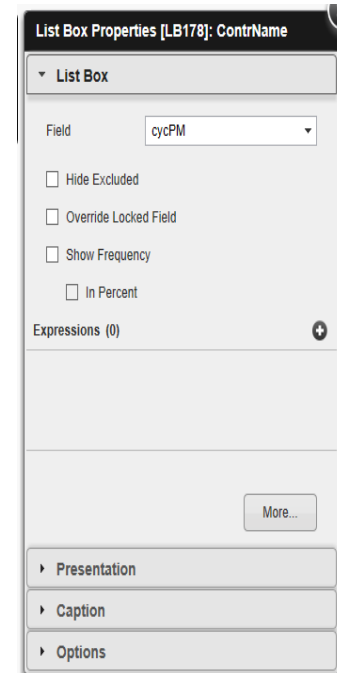 List Box Properties [LB178]: ContrName
List Box
Field cycPM
Hide Excluded
Override Locked Field
Show Frequency
In Percent
Expressions (0)
More...
Presentation
Caption
Options